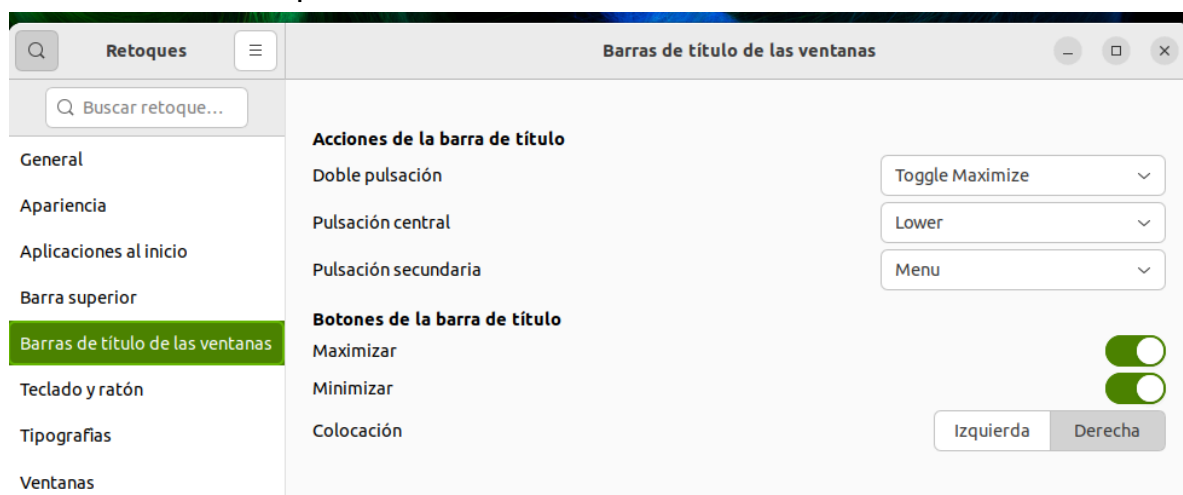 Retoques
Barras de título de las ventanas
Buscar retoque...
General
Apariencia
Aplicaciones al inicio
Barra superior
Barras de título de las ventanas
Teclado y ratón
Tipografías
Ventanas
Acciones de la barra de título
Doble pulsación Toggle Maximize
Pulsación central Lower
Pulsación secundaria Menu
Botones de la barra de título
Maximizar
Minimizar
Colocación Izquierda Derecha